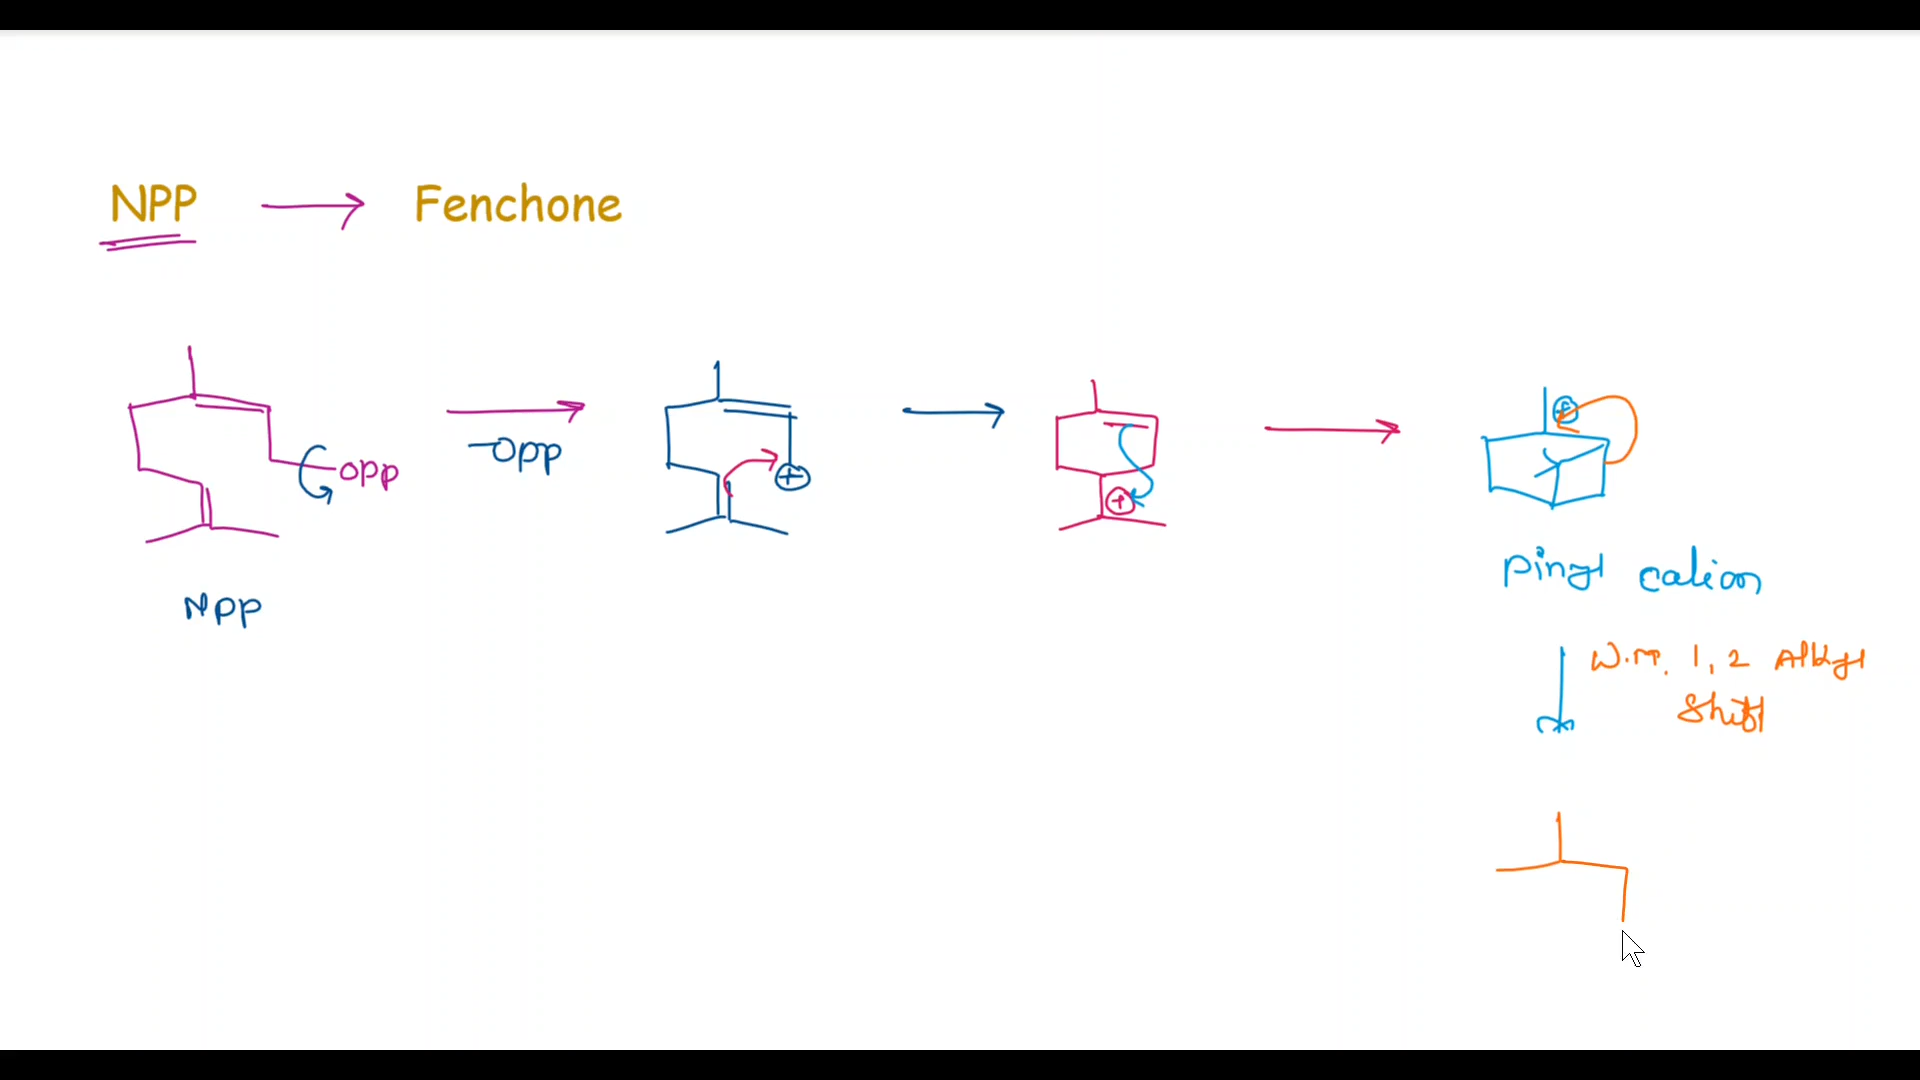 NPP → Fenchone
OPP
-OPP
+
+
+
NPP
Pinyl cation
W.M. 1,2 Alkyl
Shift